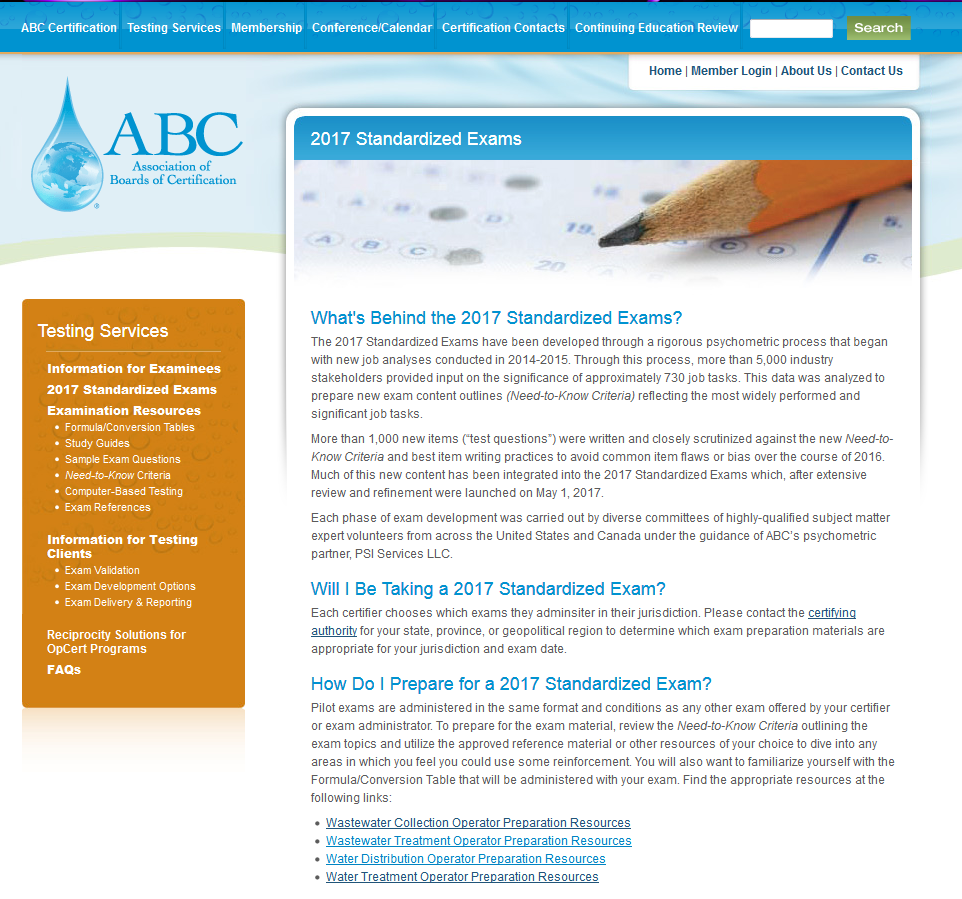 ABC Certification Testing Services Membership Conference/Calendar Certification Contacts Continuing Education Review Search
Home | Member Login | About Us | Contact Us
ABC
Association of
Boards of Certification
®
2017 Standardized Exams
A B C D
19.
A B C
C D
5.
20.
A
6.
Testing Services
Information for Examinees
2017 Standardized Exams
Examination Resources
• Formula/Conversion Tables
• Study Guides
• Sample Exam Questions
• Need-to-Know Criteria
• Computer-Based Testing
• Exam References
Information for Testing
Clients
• Exam Validation
• Exam Development Options
• Exam Delivery & Reporting
Reciprocity Solutions for
OpCert Programs
FAQs
What's Behind the 2017 Standardized Exams?
The 2017 Standardized Exams have been developed through a rigorous psychometric process that began
with new job analyses conducted in 2014-2015. Through this process, more than 5,000 industry
stakeholders provided input on the significance of approximately 730 job tasks. This data was analyzed to
prepare new exam content outlines (Need-to-Know Criteria) reflecting the most widely performed and
significant job tasks.
More than 1,000 new items (“test questions”) were written and closely scrutinized against the new Need-to-
Know Criteria and best item writing practices to avoid common item flaws or bias over the course of 2016.
Much of this new content has been integrated into the 2017 Standardized Exams which, after extensive
review and refinement were launched on May 1, 2017.
Each phase of exam development was carried out by diverse committees of highly-qualified subject matter
expert volunteers from across the United States and Canada under the guidance of ABC’s psychometric
partner, PSI Services LLC.
Will I Be Taking a 2017 Standardized Exam?
Each certifier chooses which exams they adminsiter in their jurisdiction. Please contact the certifying
authority for your state, province, or geopolitical region to determine which exam preparation materials are
appropriate for your jurisdiction and exam date.
How Do I Prepare for a 2017 Standardized Exam?
Pilot exams are administered in the same format and conditions as any other exam offered by your certifier
or exam administrator. To prepare for the exam material, review the Need-to-Know Criteria outlining the
exam topics and utilize the approved reference material or other resources of your choice to dive into any
areas in which you feel you could use some reinforcement. You will also want to familiarize yourself with the
Formula/Conversion Table that will be administered with your exam. Find the appropriate resources at the
following links:
• Wastewater Collection Operator Preparation Resources
• Wastewater Treatment Operator Preparation Resources
• Water Distribution Operator Preparation Resources
• Water Treatment Operator Preparation Resources